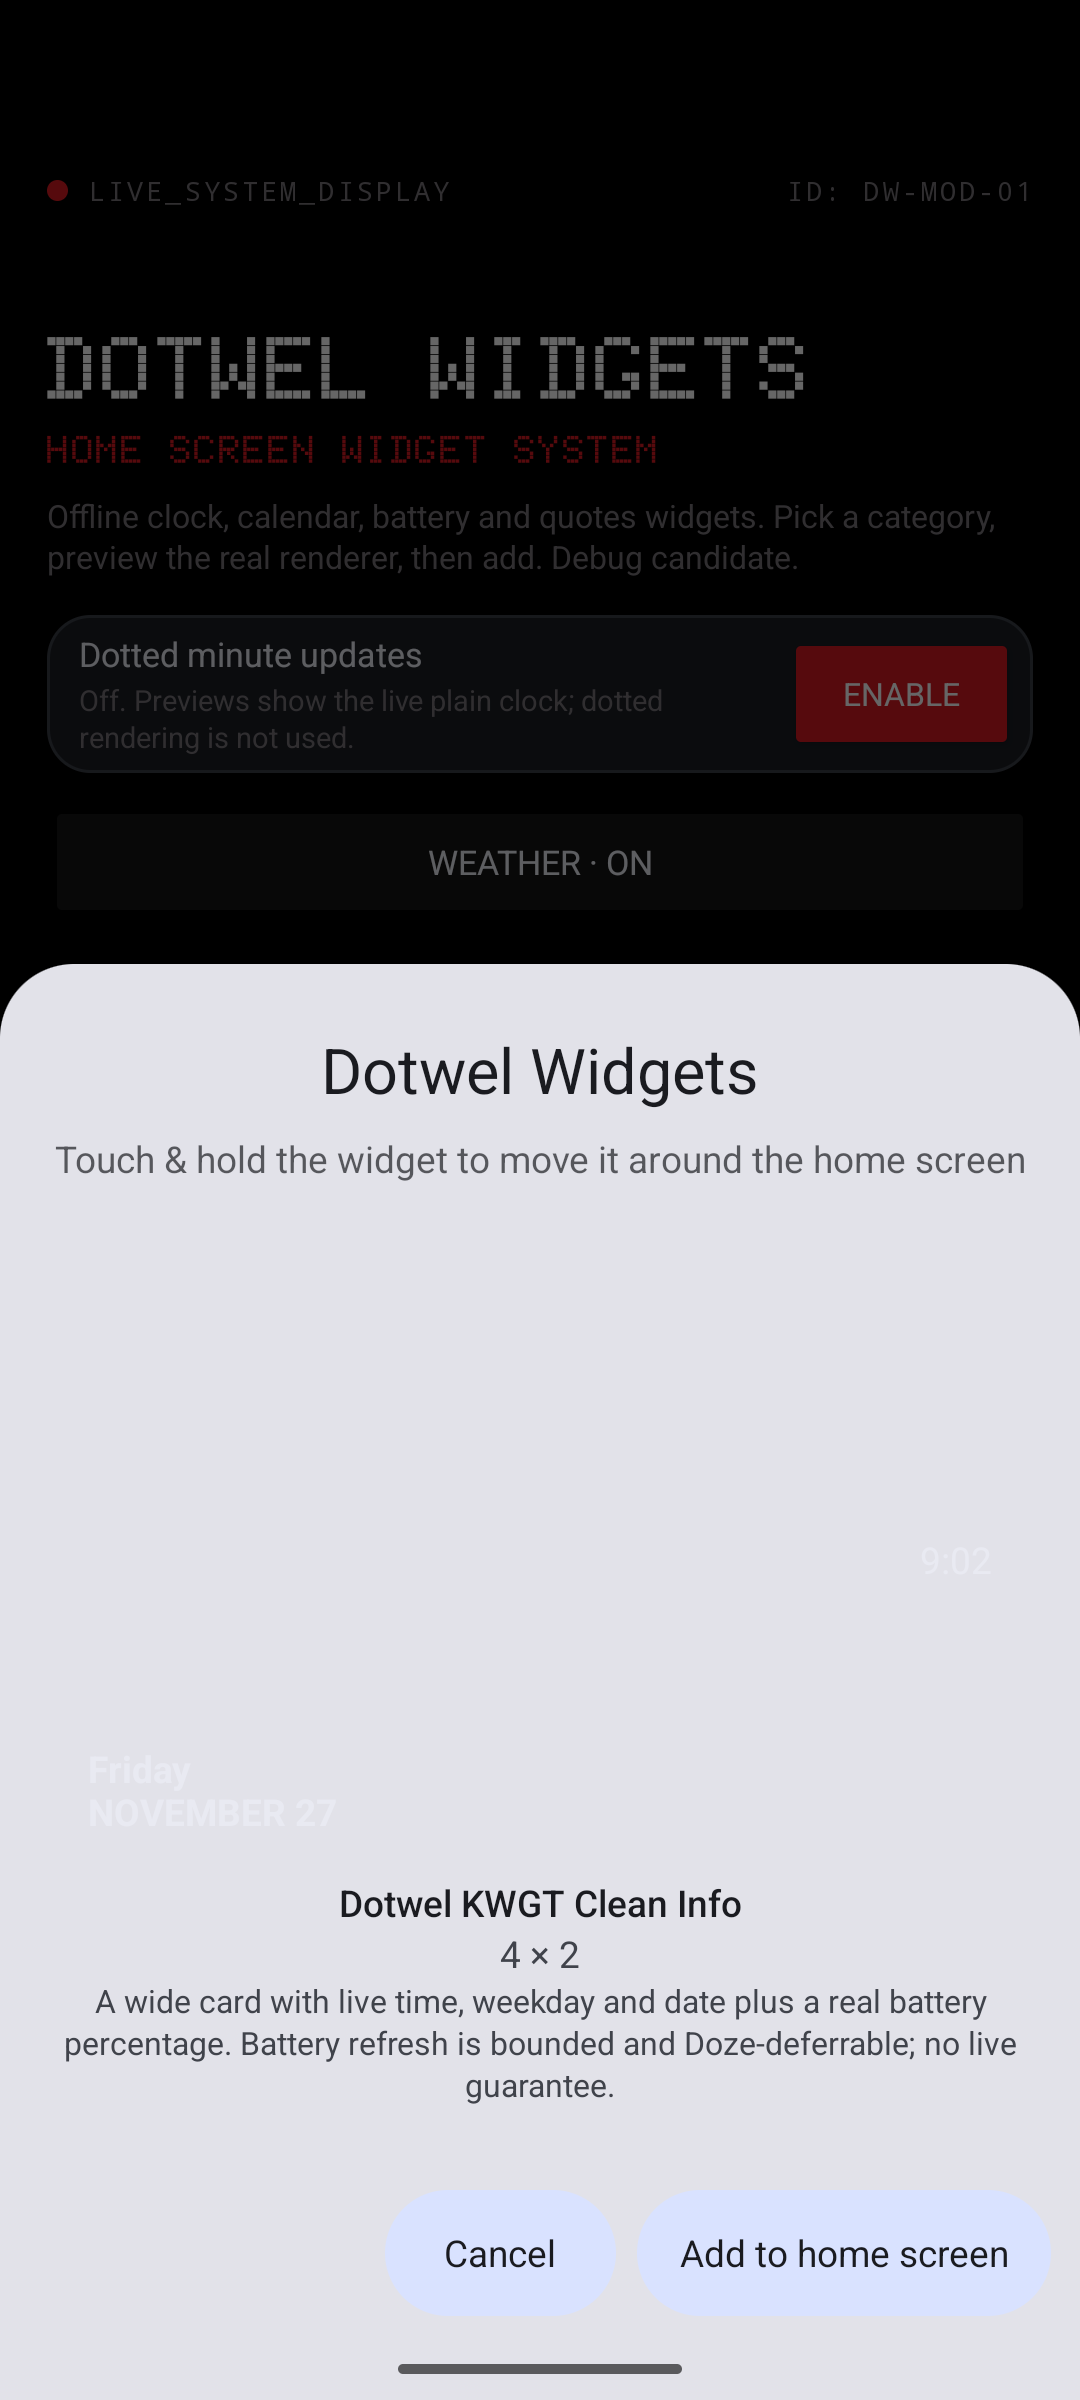 LIVE_SYSTEM_DISPLAY
ID: DW-MOD-01
DOTWEL WIDGETS
HOME SCREEN WIDGET SYSTEM
Offline clock, calendar, battery and quotes widgets. Pick a category,
preview the real renderer, then add. Debug candidate.
Dotted minute updates
Off. Previews show the live plain clock; dotted
rendering is not used.
ENABLE
WEATHER · ON
Dotwel Widgets
Touch & hold the widget to move it around the home screen
9:02
Friday
NOVEMBER 27
Dotwel KWGT Clean Info
4 × 2
A wide card with live time, weekday and date plus a real battery
percentage. Battery refresh is bounded and Doze-deferrable; no live
guarantee.
Cancel
Add to home screen